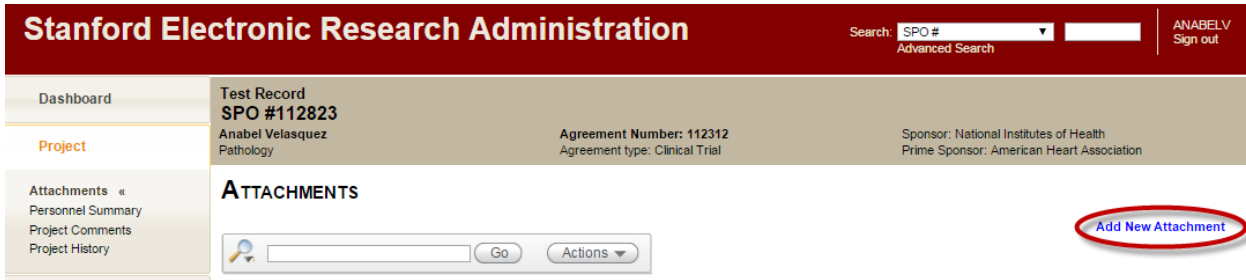 Stanford Electronic Research Administration
Search: SPO #
Advanced Search
ANABELV
Sign out
Dashboard
Project
Attachments «
Personnel Summary
Project Comments
Project History
Test Record
SPO #112823
Anabel Velasquez
Pathology
Agreement Number: 112312
Agreement type: Clinical Trial
Sponsor: National Institutes of Health
Prime Sponsor: American Heart Association
ATTACHMENTS
Go
Actions
Add New Attachment